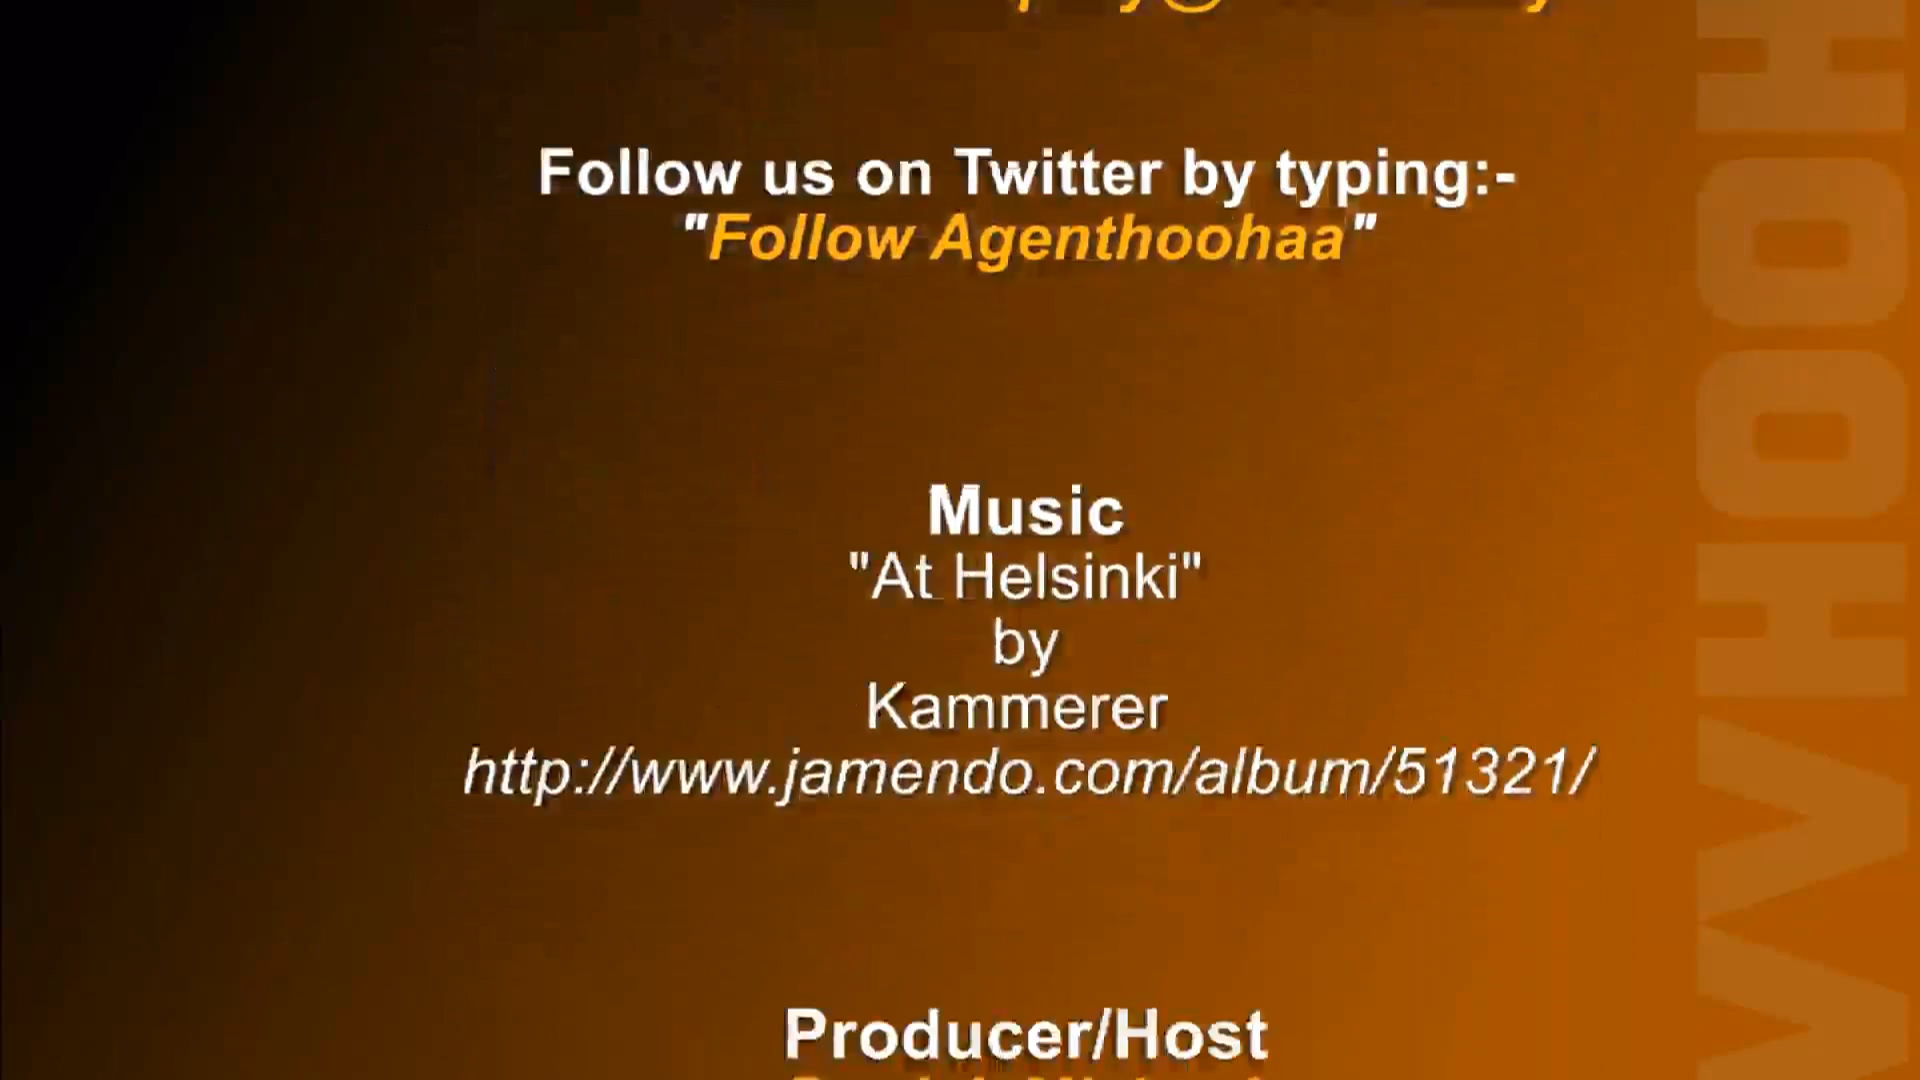 Follow us on Twitter by typing:-
"Follow Agenthoohaa"
Music
"At Helsinki"
by
Kammerer
http://www.jamendo.com/album/51321/
Producer/Host
WHOOH